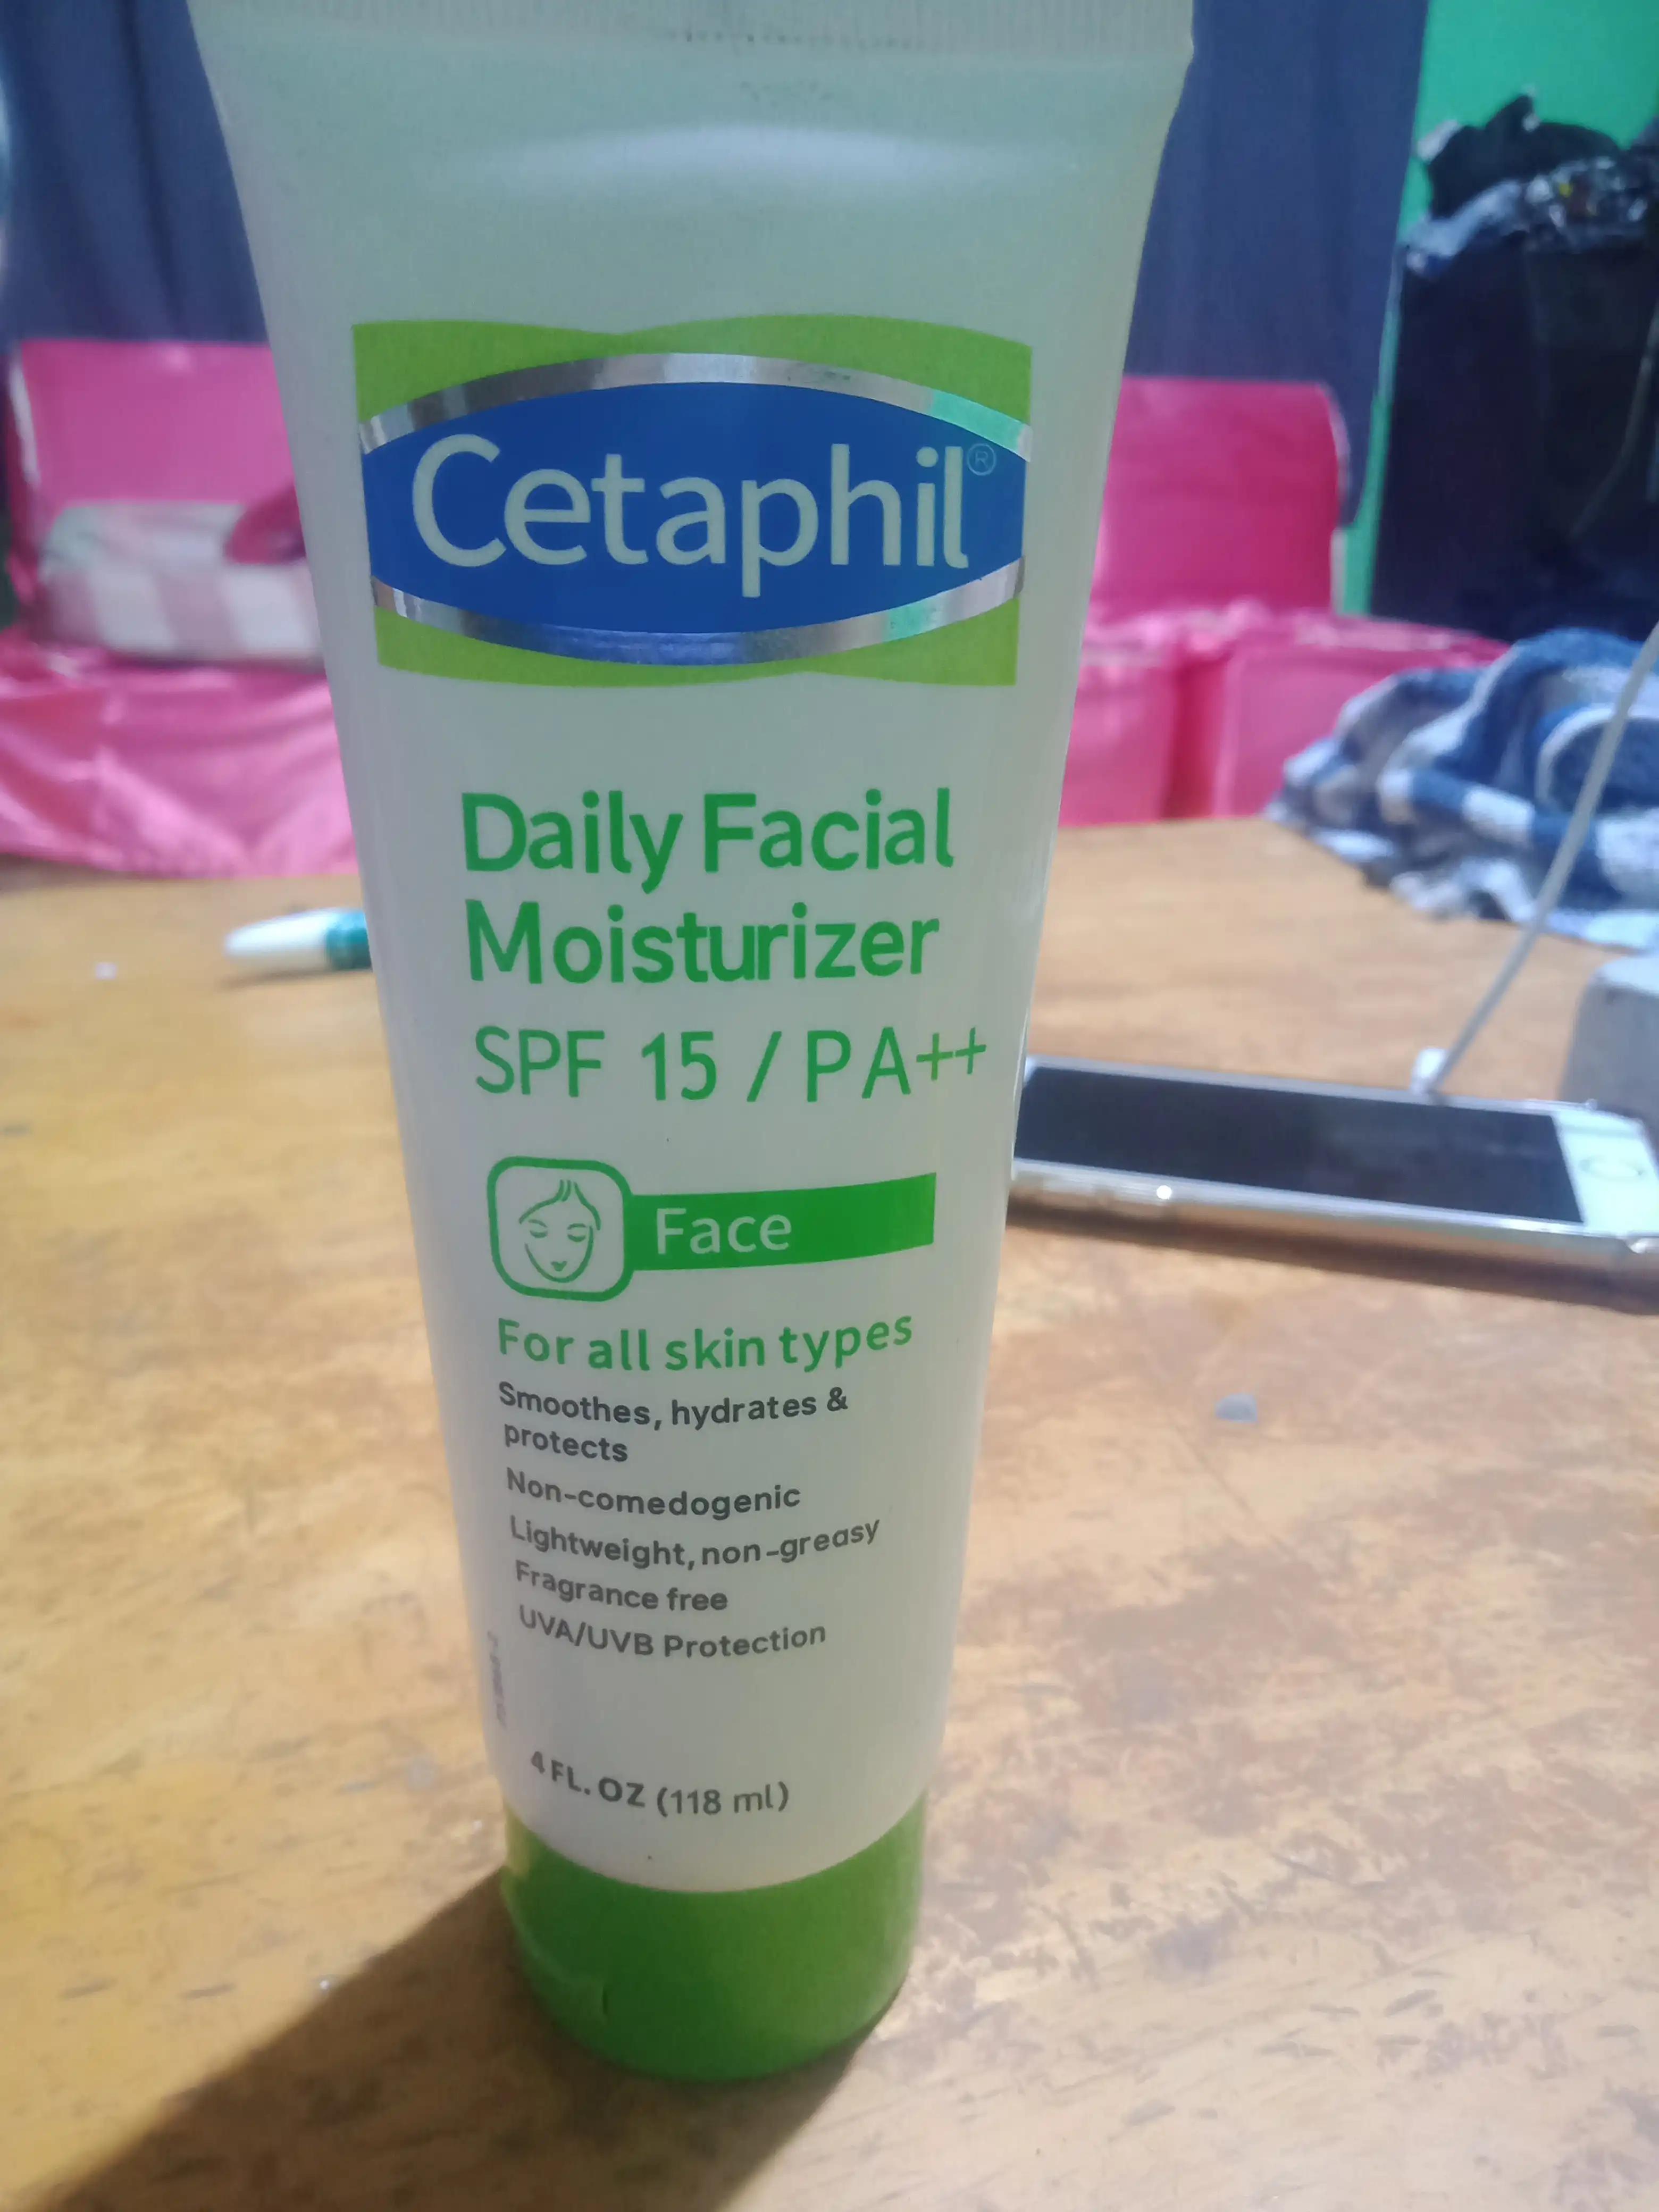 Cetaphil®
Daily Facial
Moisturizer
SPF 15 / PA++
Face
For all skin types
Smoothes, hydrates &
protects
Non-comedogenic
Lightweight, non-greasy
Fragrance free
UVA/UVB Protection
4 FL. OZ (118 ml)